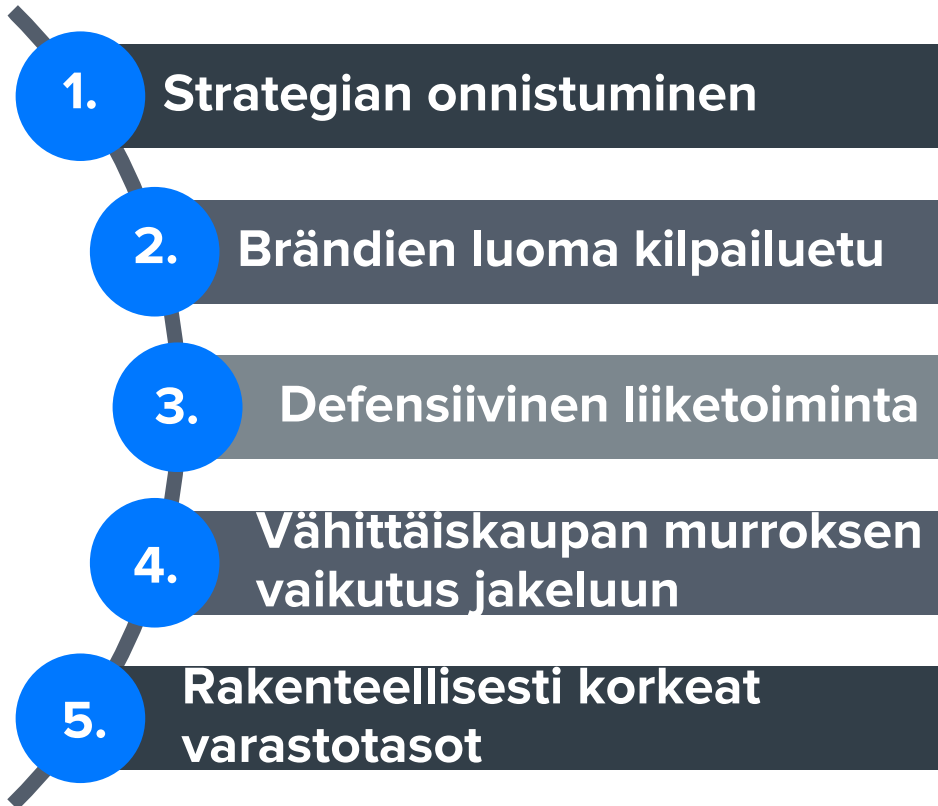 1. Strategian onnistuminen
2. Brändien luoma kilpailuetu
3. Defensiivinen liiketoiminta
4. Vähittäiskaupan murroksen
vaikutus jakeluun
5. Rakenteellisesti korkeat
varastotasot